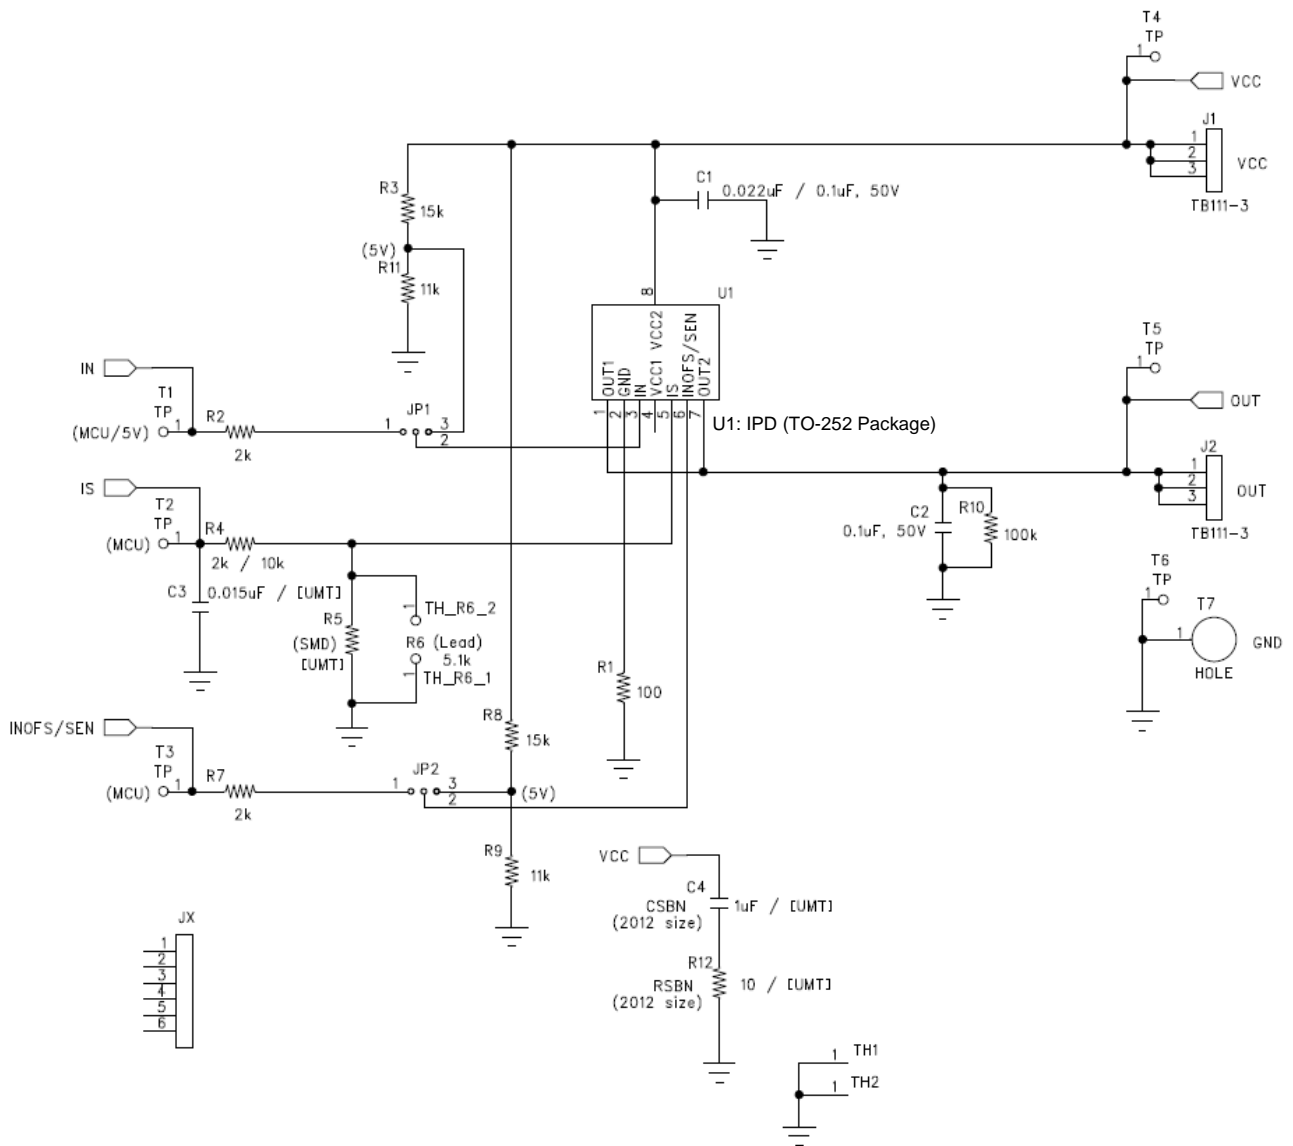 T4
TP
1
VCC
J1
1
2
3
VCC
TB111-3
C1
0.022uF / 0.1uF, 50V
R3
15k
(5V)
R11
11k
8
U1
VCC1 VCC2
OUT1
GND
IN
IS
INOFS/SEN
OUT2
1
2
3
4
5
6
7
U1: IPD (TO-252 Package)
IN
T1
TP
(MCU/5V)
1
R2
2k
JP1
1
3
2
T5
TP
1
OUT
J2
1
2
3
OUT
TB111-3
IS
T2
TP
(MCU)
1
R4
2k / 10k
C3
0.015uF / [UMT]
R5
(SMD)
[UMT]
1
TH_R6_2
R6 (Lead)
5.1k
1
TH_R6_1
C2
0.1uF, 50V
R10
100k
T6
TP
1
T7
1
GND
HOLE
R1
100
INOFS/SEN
T3
TP
(MCU)
1
R7
2k
JP2
1
3
2
R8
15k
(5V)
R9
11k
VCC
C4
CSBN
(2012 size)
1uF / [UMT]
R12
RSBN
(2012 size)
10 / [UMT]
JX
1
2
3
4
5
6
1
TH1
1
TH2